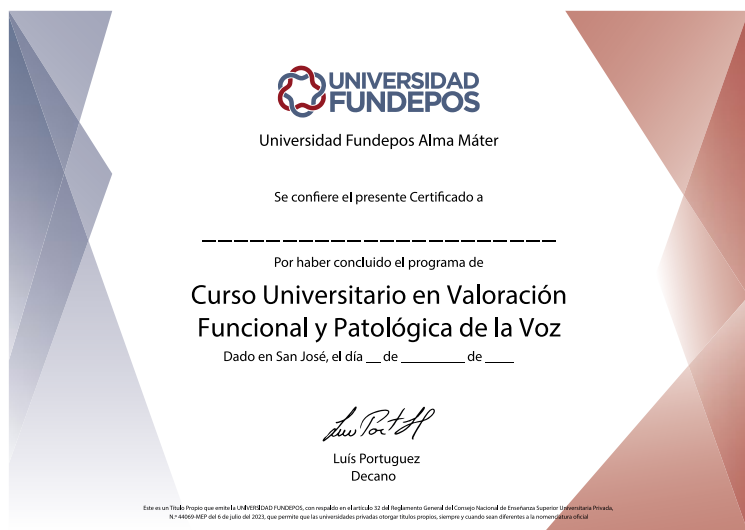 UNIVERSIDAD
FUNDEPOS
Universidad Fundepos Alma Máter
Se confiere el presente Certificado a
______________________
Por haber concluido el programa de
Curso Universitario en Valoración
Funcional y Patológica de la Voz
Dado en San José, el día __ de ________ de ____
Luís Portuguez
Decano
Este es un Título Propio que emite la UNIVERSIDAD FUNDEPOS, con respaldo en el artículo 32 del Reglamento General del Consejo Nacional de Enseñanza Superior Universitaria Privada,
N.º 44069-MEP del 6 de julio del 2023, que permite que las universidades privadas otorgar títulos propios, siempre y cuando sean diferentes a la nomenclatura oficial